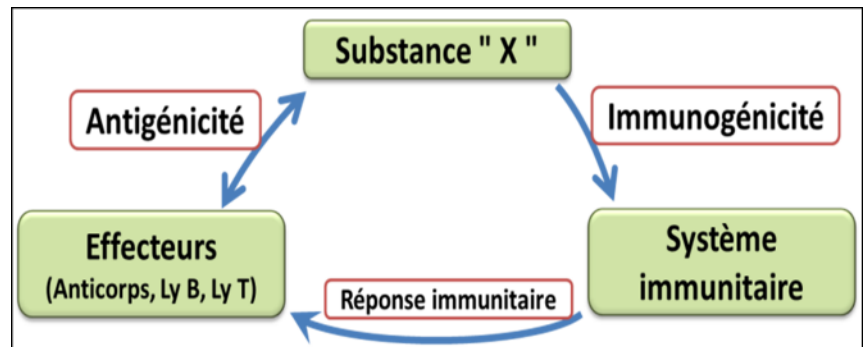 Substance " X "
Antigénicité
Immunogénicité
Effecteurs
(Anticorps, Ly B, Ly T)
Réponse immunitaire
Système
immunitaire